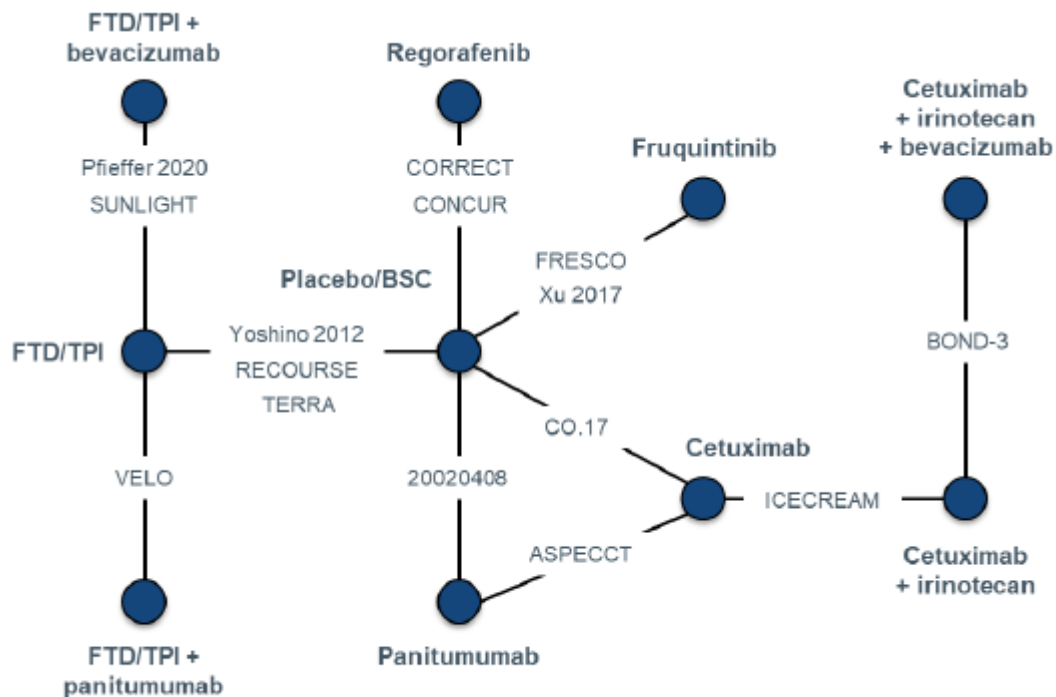 FTD/TPI +
bevacizumab
Regorafenib
Cetuximab
+ irinotecan
+ bevacizumab
Fruquintinib
Pfieffer 2020
SUNLIGHT
CORRECT
CONCUR
FRESCO
Xu 2017
Placebo/BSC
Yoshino 2012
RECOURSE
TERRA
FTD/TPI
BOND-3
CO.17
Cetuximab
VELO
20020408
ICECREAM
ASPECCT
Cetuximab
+ irinotecan
FTD/TPI +
panitumumab
Panitumumab